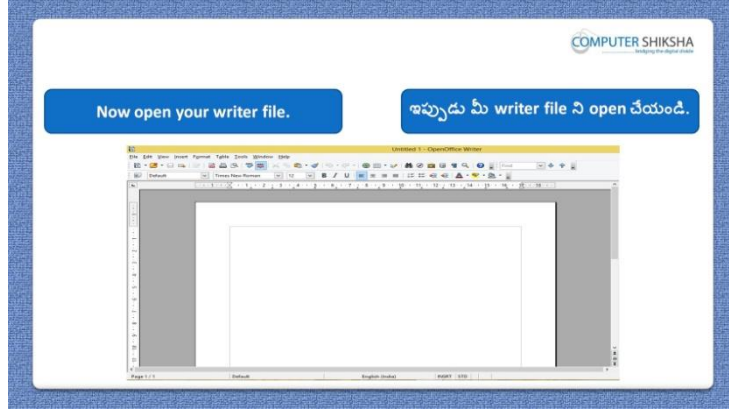 COMPUTER SHIKSHA
Bridging the digital divide
Now open your writer file.
ఇప్పుడు మీ writer file ని open చేయండి.
Untitled 1 - OpenOffice Writer
File Edit View Insert Format Table Tools Window Help
Default Times New Roman 12 B I U
Page 1 / 1 Default English (India) INSRT STD